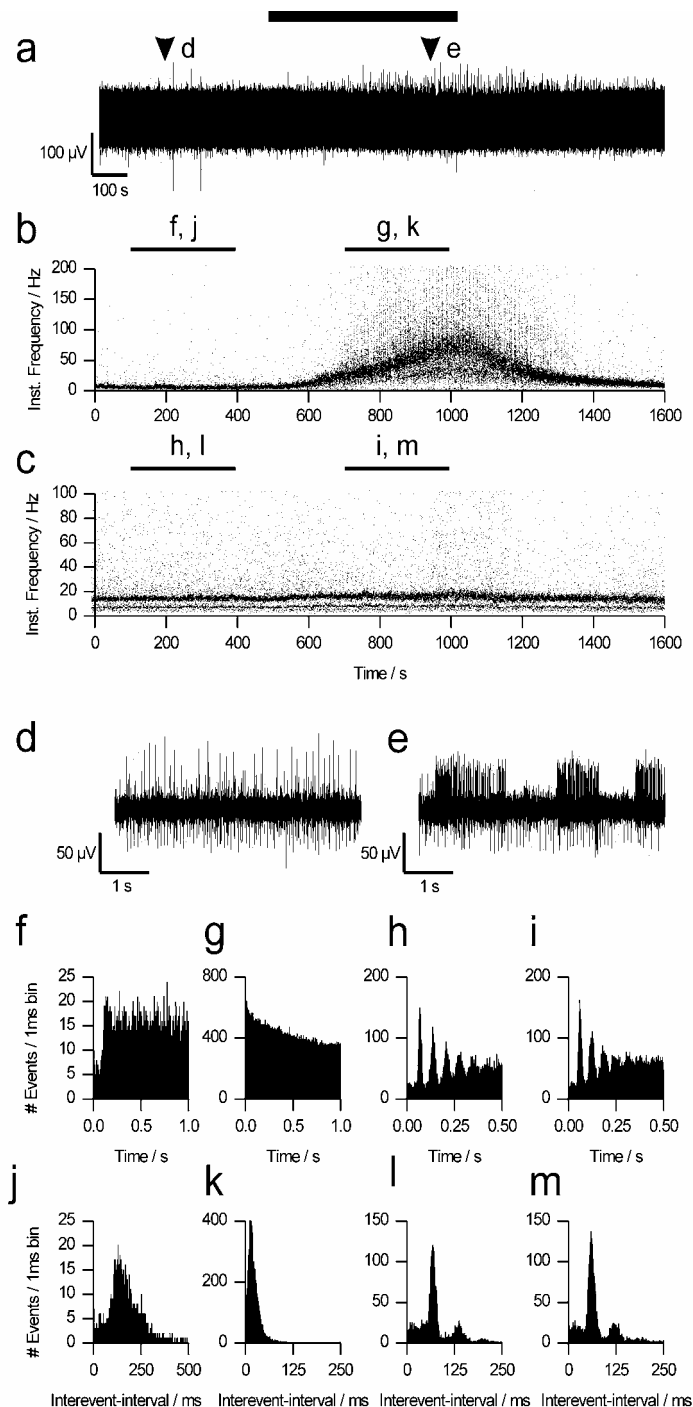 a
d
e
100 µV
100 s
b
f, j
g, k
Inst. Frequency / Hz
200
150
100
50
0
0 200 400 600 800 1000 1200 1400 1600
c
h, l
i, m
Inst. Frequency / Hz
100
80
60
40
20
0
0 200 400 600 800 1000 1200 1400 1600
Time / s
d
50 µV
1 s
e
50 µV
1 s
f
# Events / 1ms bin
25
20
15
10
5
0
0.0 0.5 1.0
Time / s
g
800
400
0
0.0 0.5 1.0
Time / s
h
200
100
0
0.00 0.25 0.50
Time / s
i
200
100
0
0.00 0.25 0.50
Time / s
j
# Events / 1ms bin
25
20
15
10
5
0
0 250 500
Interevent-interval / ms
k
400
200
0
0 125 250
Interevent-interval / ms
l
150
100
50
0
0 125 250
Interevent-interval / ms
m
150
100
50
0
0 125 250
Interevent-interval / ms